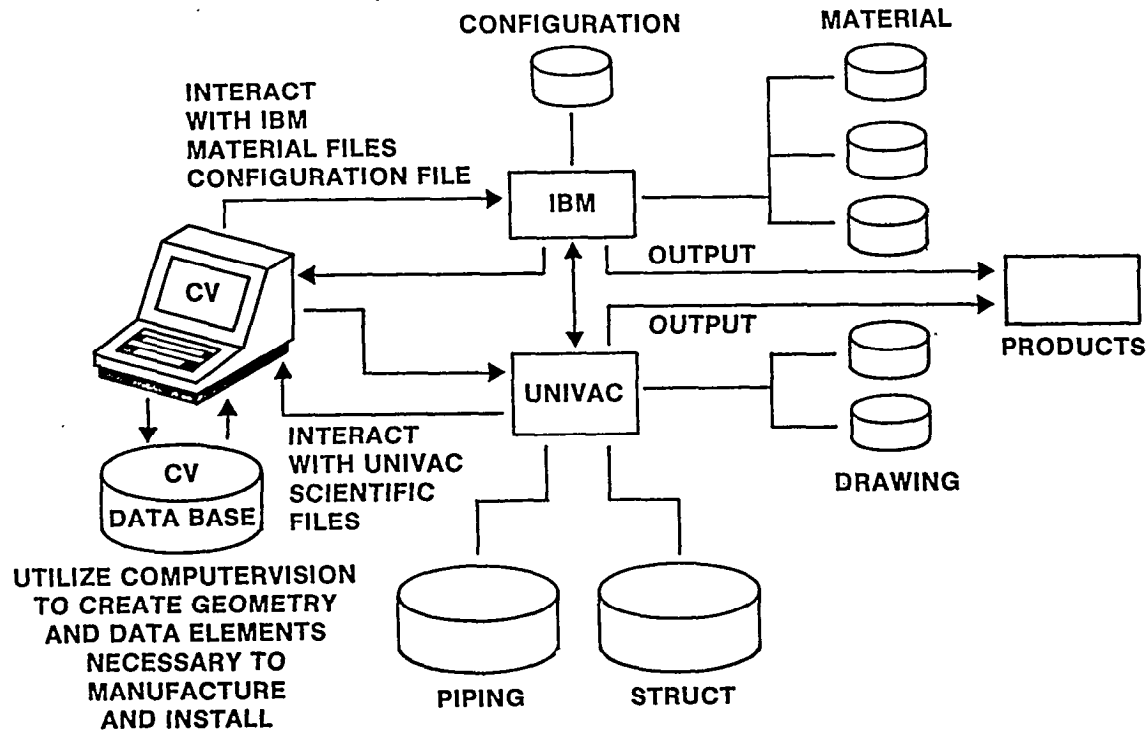 CONFIGURATION
MATERIAL
INTERACT
WITH IBM
MATERIAL FILES
CONFIGURATION FILE
IBM
OUTPUT
CV
OUTPUT
PRODUCTS
UNIVAC
INTERACT
WITH UNIVAC
SCIENTIFIC
FILES
DRAWING
CV
DATA BASE
UTILIZE COMPUTERVISION
TO CREATE GEOMETRY
AND DATA ELEMENTS
NECESSARY TO
MANUFACTURE
AND INSTALL
PIPING
STRUCT